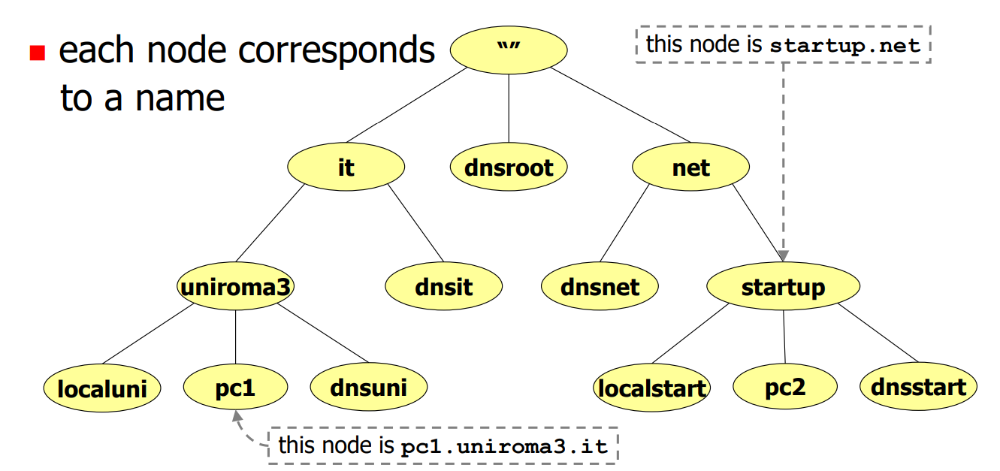 each node corresponds
to a name
“”
this node is startup.net
it
dnsroot
net
uniroma3
dnsit
dnsnet
startup
localuni
pc1
dnsuni
localstart
pc2
dnsstart
this node is pc1.uniroma3.it